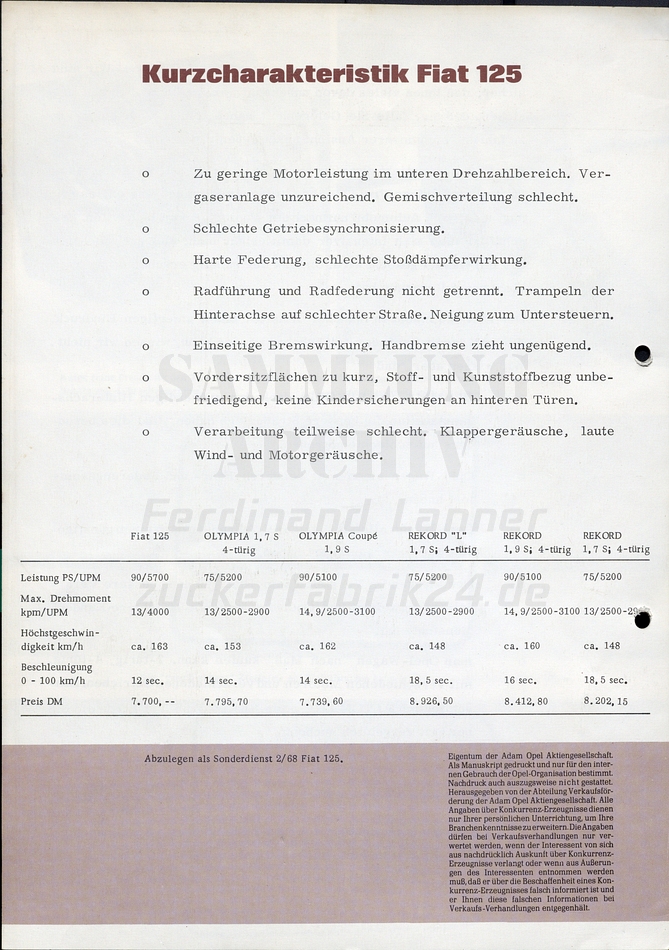 Kurzcharakteristik Fiat 125
o Zu geringe Motorleistung im unteren Drehzahlbereich. Ver-
gaseranlage unzureichend. Gemischverteilung schlecht.
o Schlechte Getriebesynchronisierung.
o Harte Federung, schlechte Stoßdämpferwirkung.
o Radführung und Radfederung nicht getrennt. Trampeln der
Hinterachse auf schlechter Straße. Neigung zum Untersteuern.
o Einseitige Bremswirkung. Handbremse zieht ungenügend.
o Vordersitzflächen zu kurz, Stoff- und Kunststoffbezug unbe-
friedigend, keine Kindersicherungen an hinteren Türen.
o Verarbeitung teilweise schlecht. Klappergeräusche, laute
Wind- und Motorgeräusche.
SAMMLUNG
ARCHIV
Ferdinand Lanner
zuckerfabrik24.de
Fiat 125 OLYMPIA 1,7 S OLYMPIA Coupé REKORD "L" REKORD REKORD
4-türig 1,9 S 1,7 S; 4-türig 1,9 S; 4-türig 1,7 S; 4-türig
Leistung PS/UPM 90/5700 75/5200 90/5100 75/5200 90/5100 75/5200
Max. Drehmoment
kpm/UPM 13/4000 13/2500-2900 14,9/2500-3100 13/2500-2900 14,9/2500-3100 13/2500-29
Höchstgeschwin-
digkeit km/h ca. 163 ca. 153 ca. 162 ca. 148 ca. 160 ca. 148
Beschleunigung
0 - 100 km/h 12 sec. 14 sec. 14 sec. 18,5 sec. 16 sec. 18,5 sec.
Preis DM 7.700,-- 7.795,70 7.739,60 8.926,50 8.412,80 8.202,15
Abzulegen als Sonderdienst 2/68 Fiat 125.
Eigentum der Adam Opel Aktiengesellschaft.
Als Manuskript gedruckt und nur für den inter-
nen Gebrauch der Opel-Organisation bestimmt.
Nachdruck auch auszugsweise nicht gestattet.
Herausgegeben von der Abteilung Verkaufsför-
derung der Adam Opel Aktiengesellschaft. Alle
Angaben über Konkurrenz-Erzeugnisse dienen
nur Ihrer persönlichen Unterrichtung, um Ihre
Branchenkenntnisse zu erweitern. Die Angaben
dürfen bei Verkaufsverhandlungen nur ver-
wertet werden, wenn der Interessent von sich
aus nachdrücklich Auskunft über Konkurrenz-
Erzeugnisse verlangt oder wenn aus Äußerun-
gen des Interessenten entnommen werden
muß, daß er über die Beschaffenheit eines Kon-
kurrenz-Erzeugnisses falsch informiert ist und
er Ihnen diese falschen Informationen bei
Verkaufs-Verhandlungen entgegenhält.